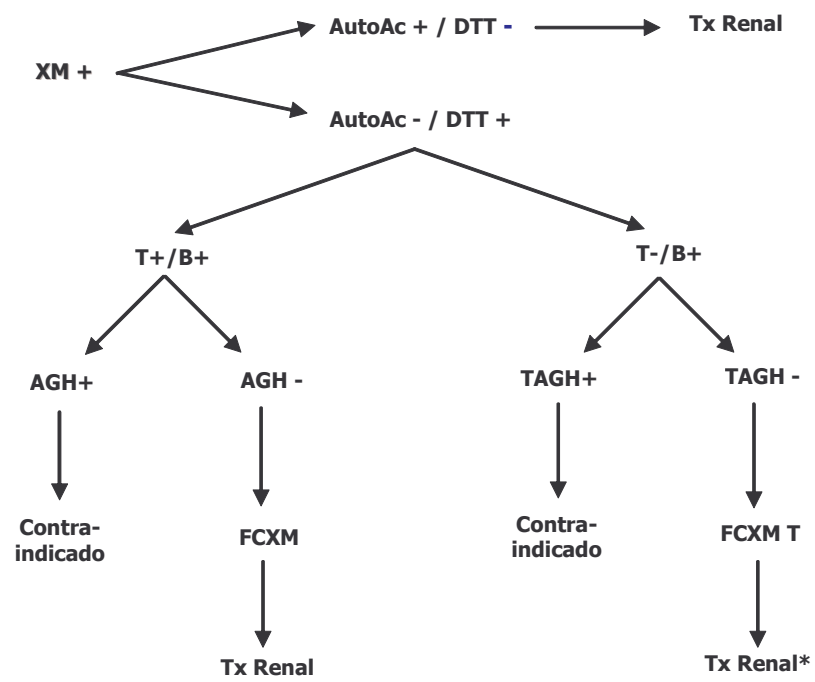 AutoAc + / DTT -
Tx Renal
XM +
AutoAc - / DTT +
T+/B+
T-/B+
AGH+
AGH -
TAGH+
TAGH -
Contra-
indicado
FCXM
Contra-
indicado
FCXM T
Tx Renal
Tx Renal*